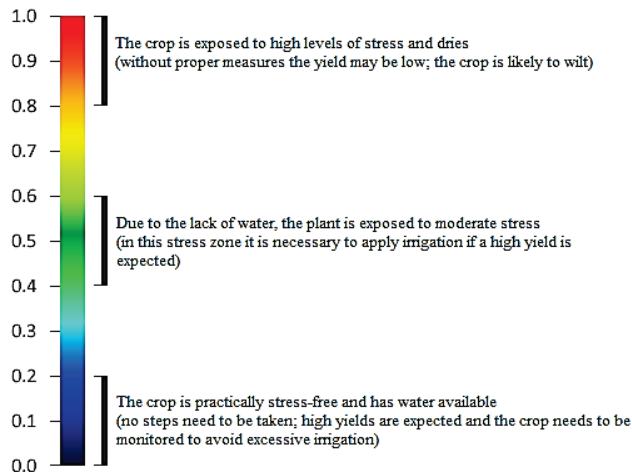 1.0
The crop is exposed to high levels of stress and dries
0.9
(without proper measures the yield may be low; the crop is likely to wilt)
0.8
0.7
0.6
Due to the lack of water, the plant is exposed to moderate stress
0.5
(in this stress zone it is necessary to apply irrigation if a high yield is
expected)
0.4
0.3
0.2
The crop is practically stress-free and has water available
0.1
(no steps need to be taken; high yields are expected and the crop needs to be
monitored to avoid excessive irrigation)
0.0